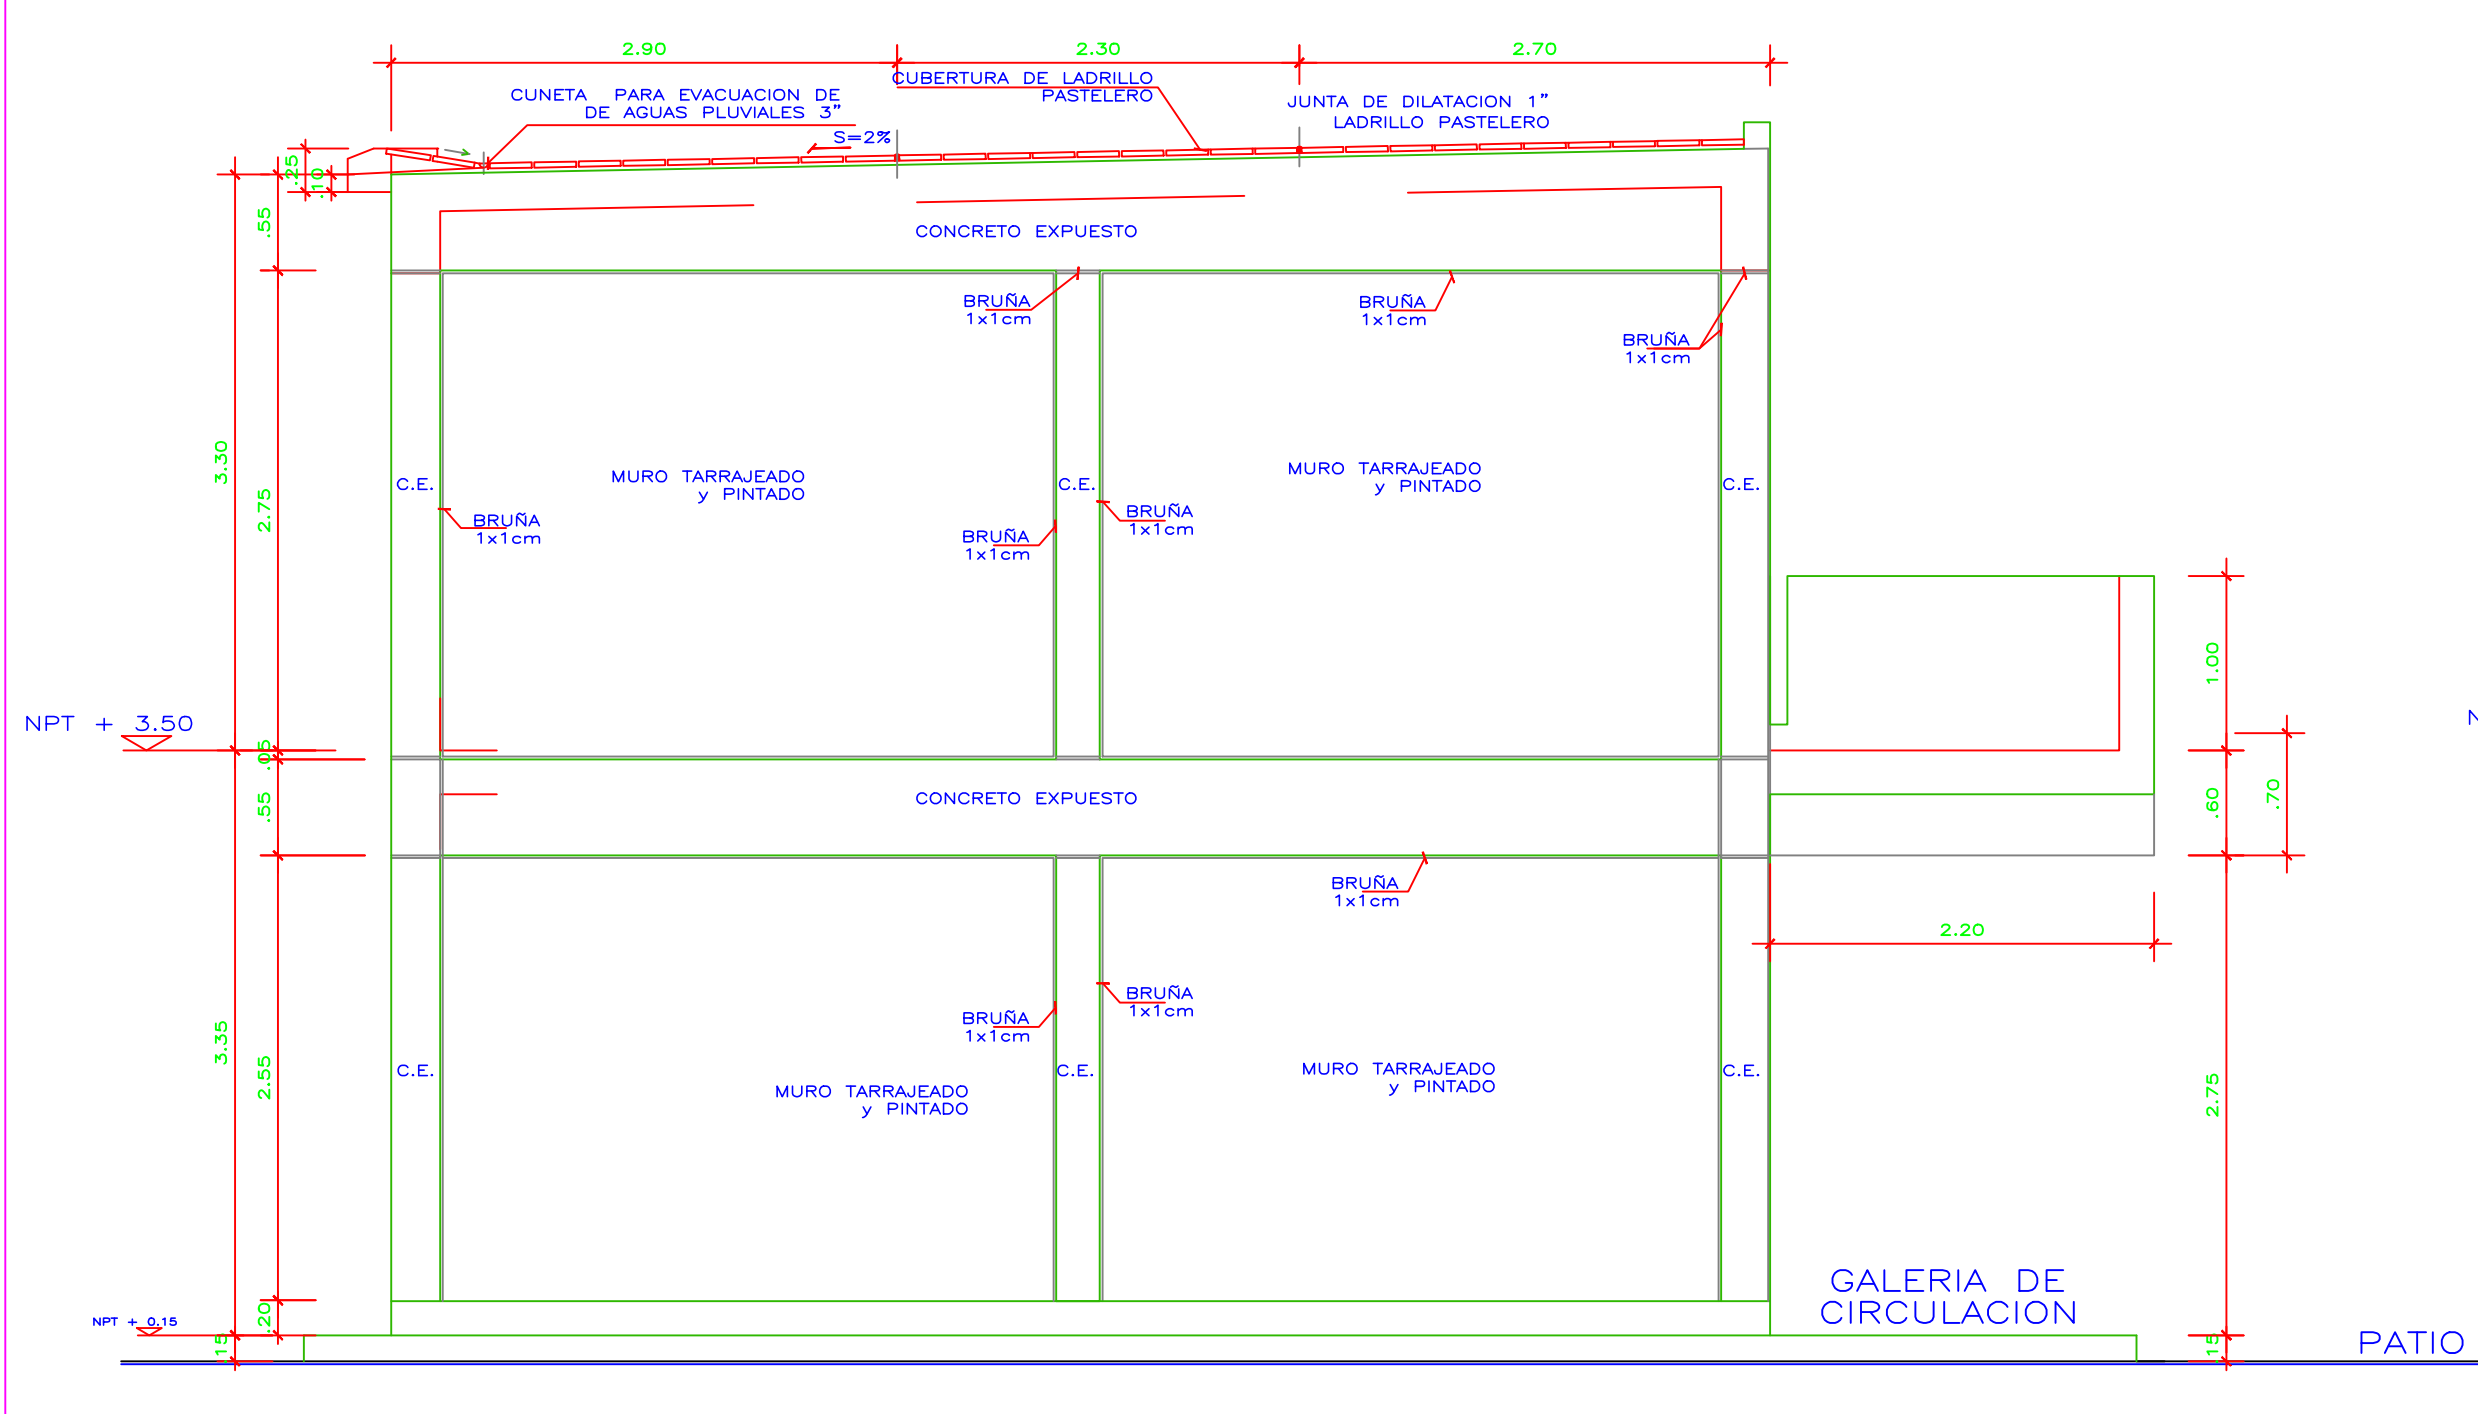 2.90
2.30
2.70
CUBERTURA DE LADRILLO
PASTELERO
CUNETA PARA EVACUACION DE
DE AGUAS PLUVIALES 3"
JUNTA DE DILATACION 1"
LADRILLO PASTELERO
S=2%
.25
.10
.55
CONCRETO EXPUESTO
BRUÑA
1x1cm
BRUÑA
1x1cm
BRUÑA
1x1cm
3.30
2.75
C.E.
MURO TARRAJEADO
y PINTADO
C.E.
MURO TARRAJEADO
y PINTADO
C.E.
BRUÑA
1x1cm
BRUÑA
1x1cm
BRUÑA
1x1cm
1.00
NPT + 3.50
.05
.55
CONCRETO EXPUESTO
.60
.70
BRUÑA
1x1cm
2.20
BRUÑA
1x1cm
BRUÑA
1x1cm
3.35
2.55
C.E.
MURO TARRAJEADO
y PINTADO
C.E.
MURO TARRAJEADO
y PINTADO
C.E.
2.75
GALERIA DE
CIRCULACION
NPT + 0.15
.20
.15
.15
PATIO